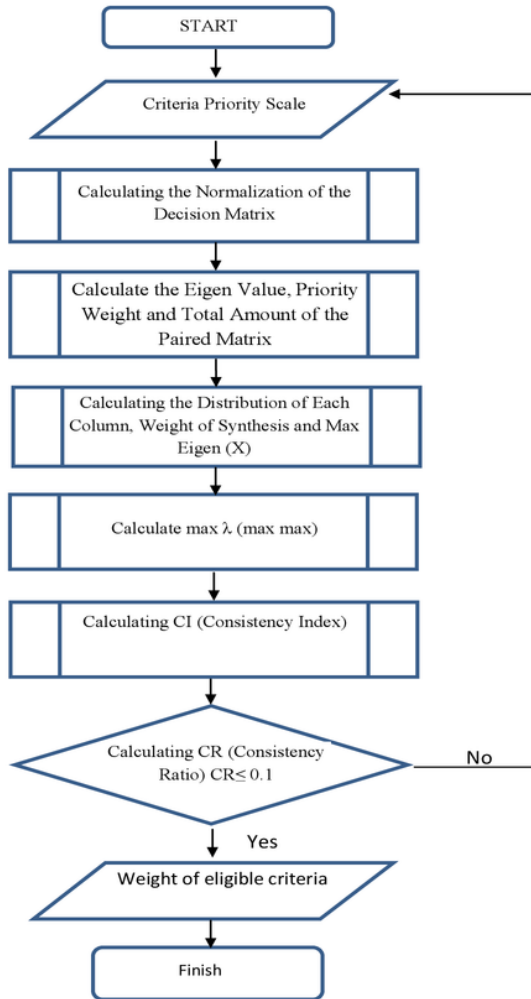 START
Criteria Priority Scale
Calculating the Normalization of the
Decision Matrix
Calculate the Eigen Value, Priority
Weight and Total Amount of the
Paired Matrix
Calculating the Distribution of Each
Column, Weight of Synthesis and Max
Eigen (X)
Calculate max λ (max max)
Calculating CI (Consistency Index)
Calculating CR (Consistency
Ratio) CR≤ 0.1
No
Yes
Weight of eligible criteria
Finish